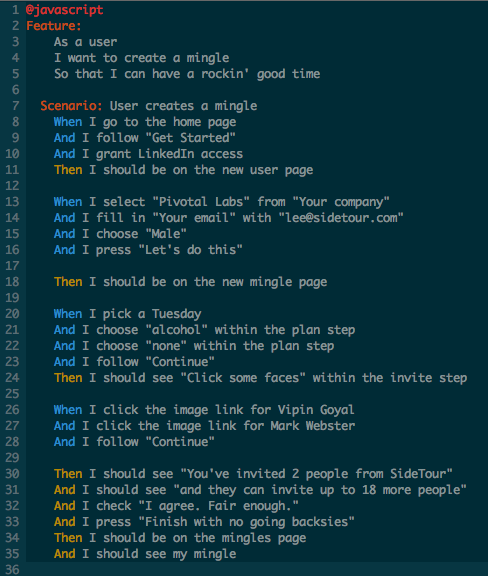 1 @javascript
2 Feature:
3 As a user
4 I want to create a mingle
5 So that I can have a rockin' good time
6
7 Scenario: User creates a mingle
8 When I go to the home page
9 And I follow "Get Started"
10 And I grant LinkedIn access
11 Then I should be on the new user page
12
13 When I select "Pivotal Labs" from "Your company"
14 And I fill in "Your email" with "lee@sidetour.com"
15 And I choose "Male"
16 And I press "Let's do this"
17
18 Then I should be on the new mingle page
19
20 When I pick a Tuesday
21 And I choose "alcohol" within the plan step
22 And I choose "none" within the plan step
23 And I follow "Continue"
24 Then I should see "Click some faces" within the invite step
25
26 When I click the image link for Vipin Goyal
27 And I click the image link for Mark Webster
28 And I follow "Continue"
29
30 Then I should see "You've invited 2 people from SideTour"
31 And I should see "and they can invite up to 18 more people"
32 And I check "I agree. Fair enough."
33 And I press "Finish with no going backsies"
34 Then I should be on the mingles page
35 And I should see my mingle
36